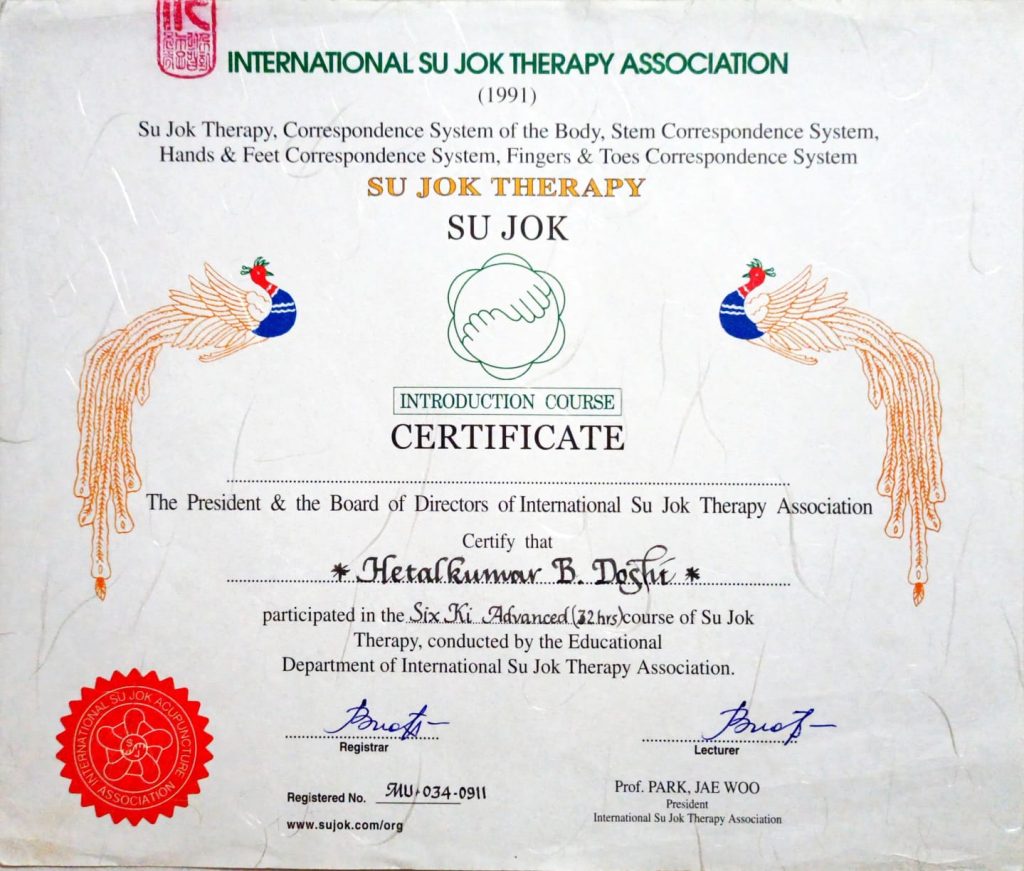 INTERNATIONAL SU JOK THERAPY ASSOCIATION
(1991)
Su Jok Therapy, Correspondence System of the Body, Stem Correspondence System,
Hands & Feet Correspondence System, Fingers & Toes Correspondence System
SU JOK THERAPY
SU JOK
INTRODUCTION COURSE
CERTIFICATE
The President & the Board of Directors of International Su Jok Therapy Association
Certify that
* Hetalkumar B. Doshi *
participated in the Six Ki Advanced (32 hrs) course of Su Jok
Therapy, conducted by the Educational
Department of International Su Jok Therapy Association.
Registrar
Lecturer
INTERNATIONAL SU JOK ACUPUNCTURE
ASSOCIATION
Registered No. MU-034-0911
www.sujok.com/org
Prof. PARK, JAE WOO
President
International Su Jok Therapy Association